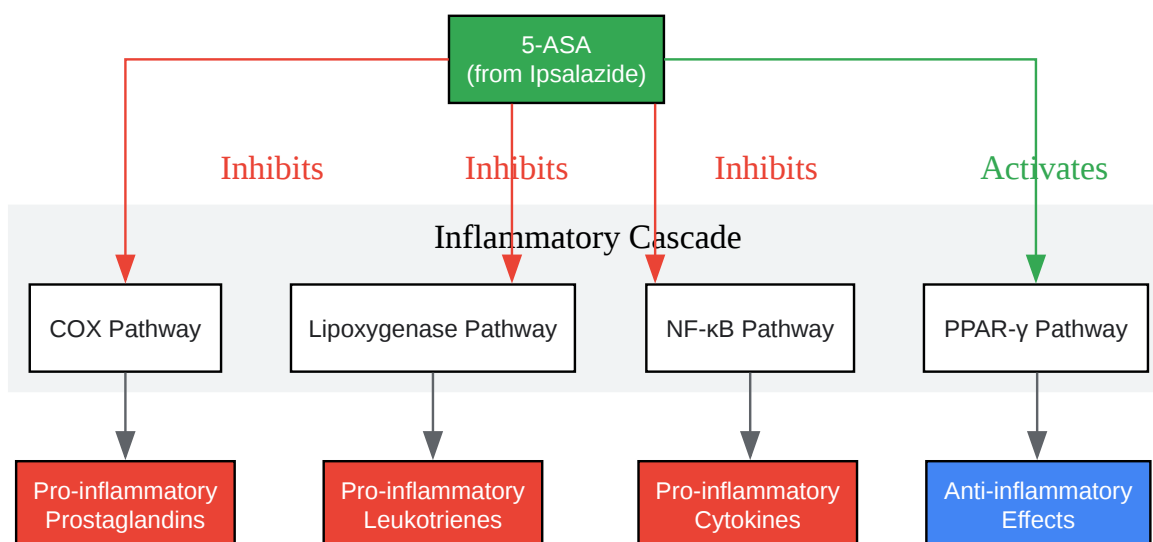 5-ASA
(from Ipsalazide)
Inhibits
Inhibits
Inhibits
Activates
Inflammatory Cascade
COX Pathway
Lipoxygenase Pathway
NF-κB Pathway
PPAR-γ Pathway
Pro-inflammatory
Prostaglandins
Pro-inflammatory
Leukotrienes
Pro-inflammatory
Cytokines
Anti-inflammatory
Effects